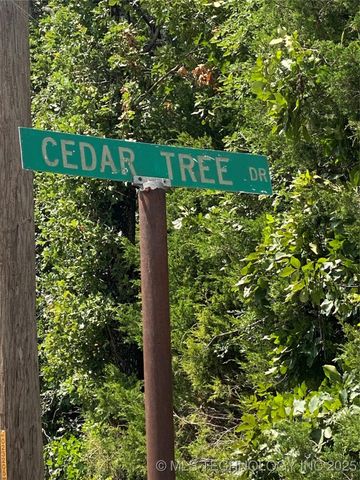 CEDAR TREE DR
© MLS TECHNOLOGY, INC 2025